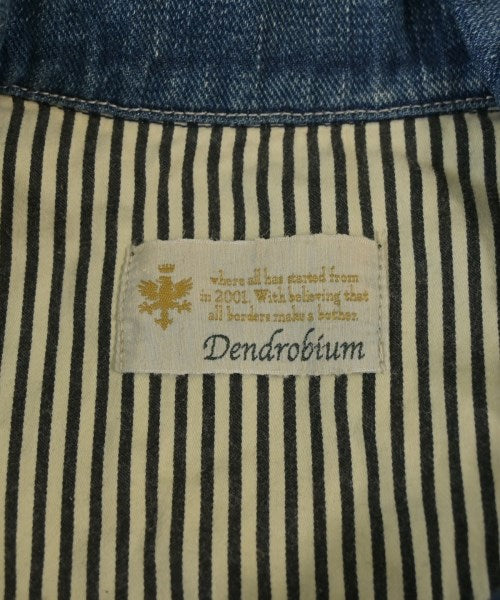 where all has started from
in 2001. With believing that
all borders make a bother.
Dendrobium